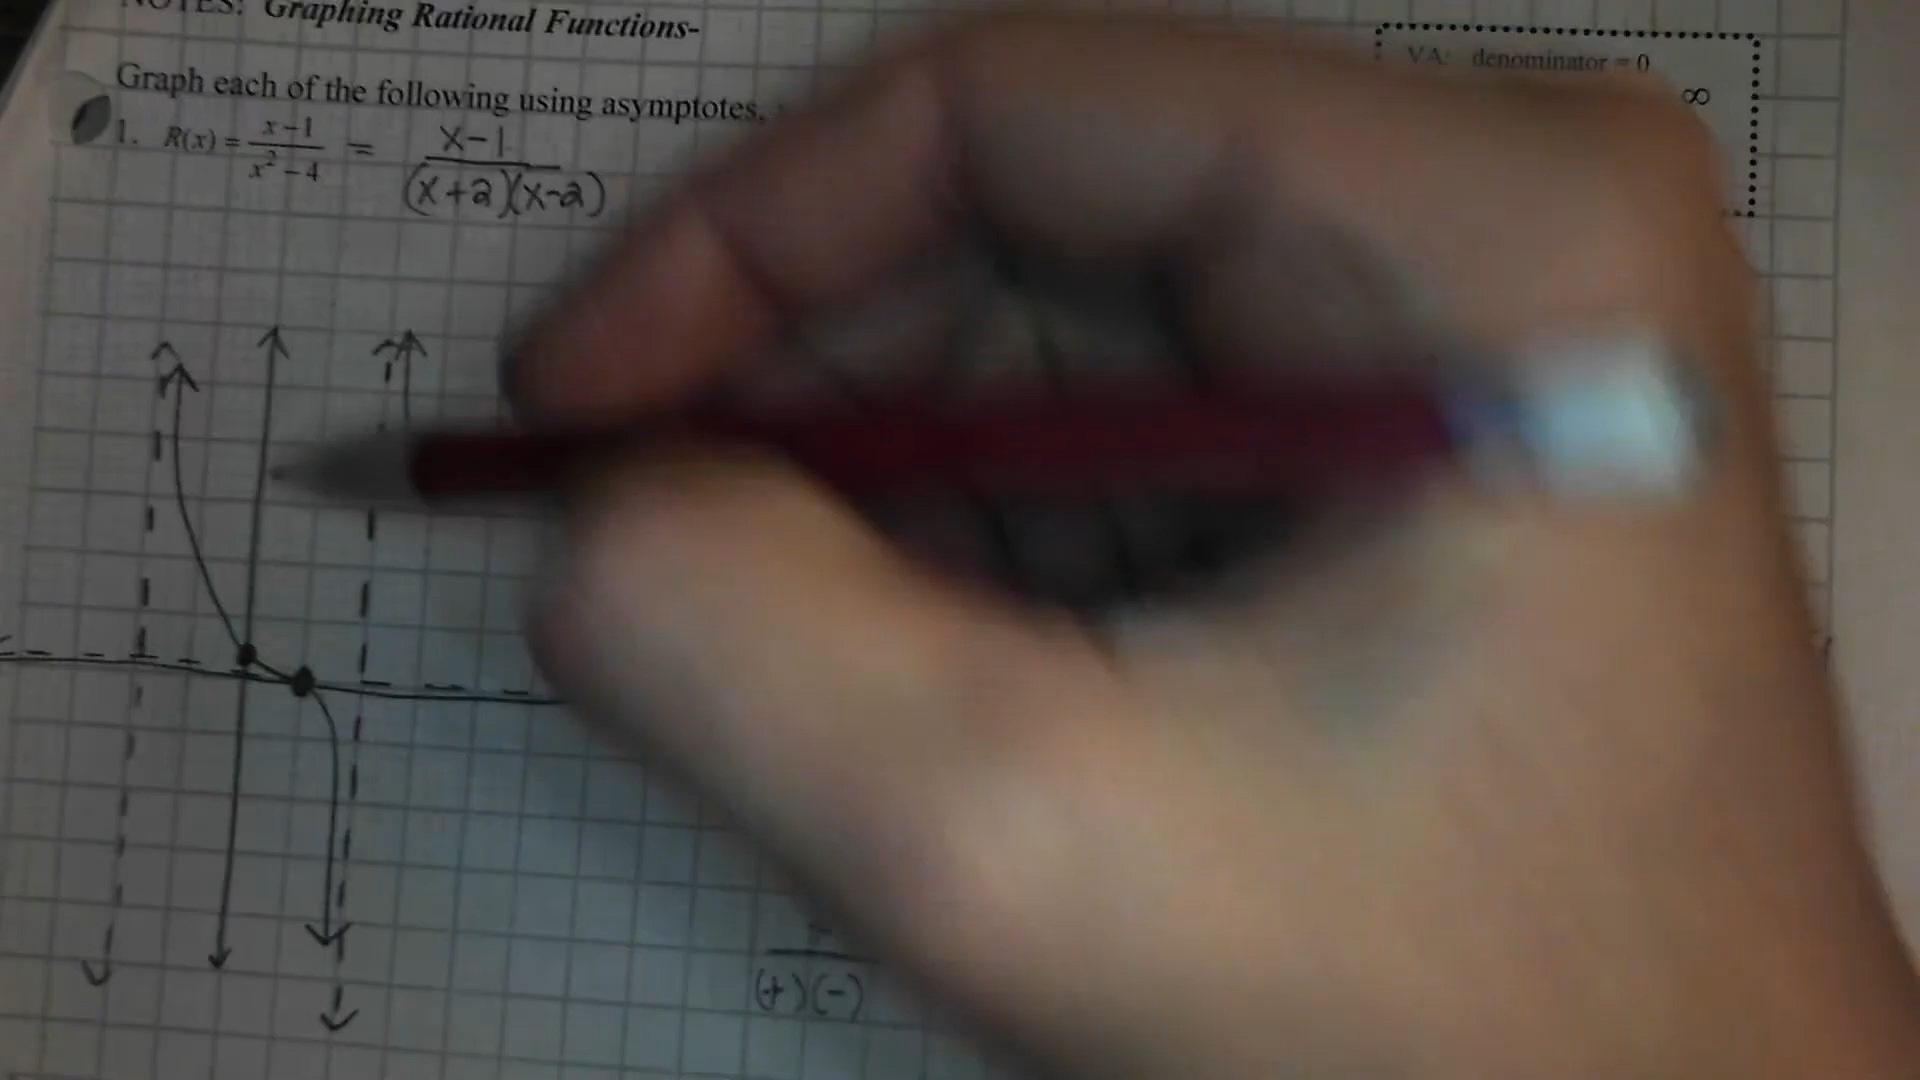 NOTES: Graphing Rational Functions-
VA: denominator = 0
∞
Graph each of the following using asymptotes,
1. R(x) = x-1 / x² - 4 = x-1 / (x+2)(x-2)
(+)(-)